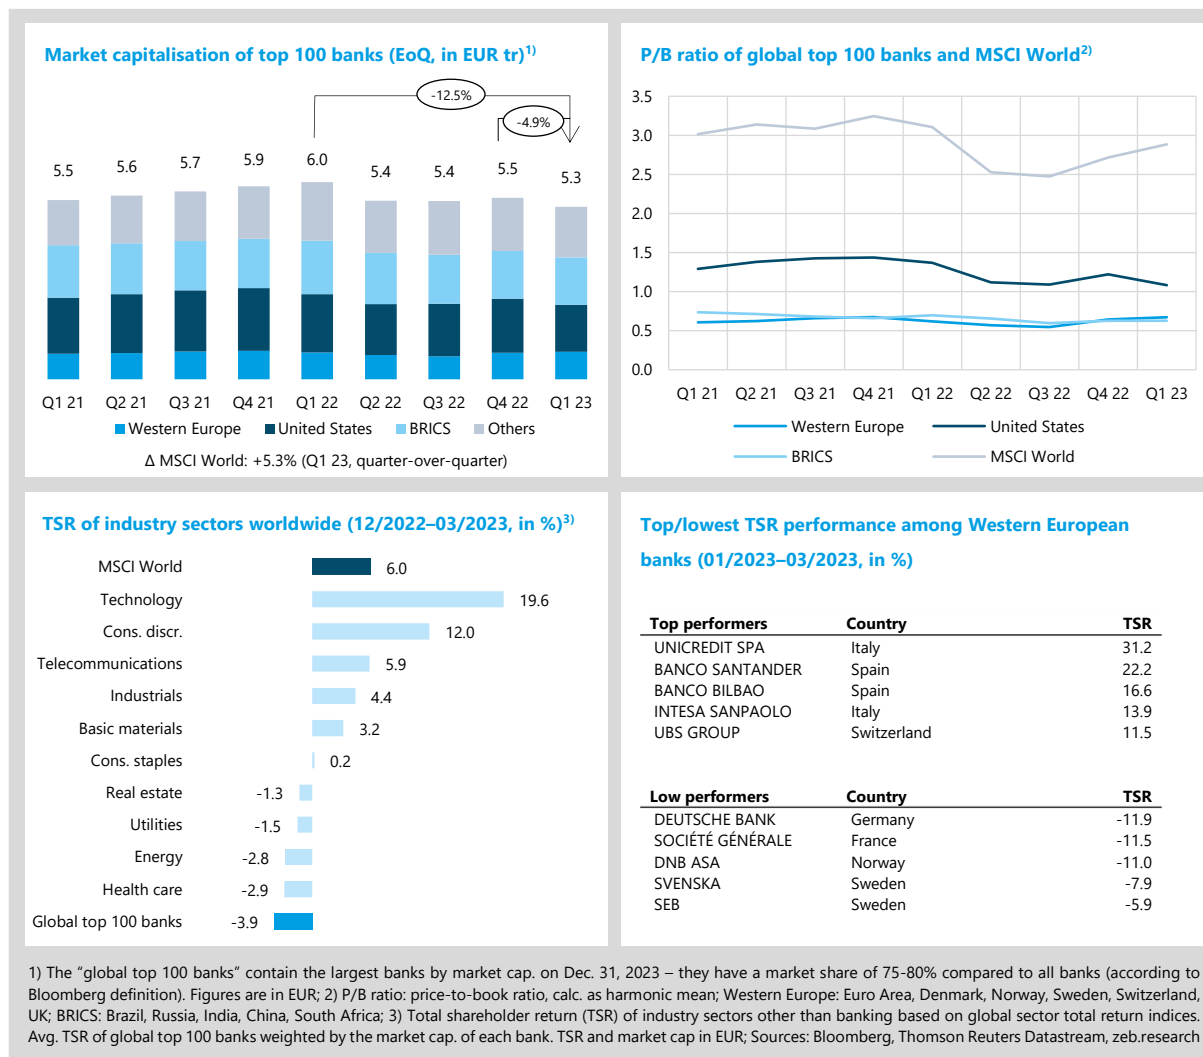 Market capitalisation of top 100 banks (EoQ, in EUR tr)1)
-12.5%
-4.9%
5.5 5.6 5.7 5.9 6.0 5.4 5.4 5.5 5.3
Q1 21 Q2 21 Q3 21 Q4 21 Q1 22 Q2 22 Q3 22 Q4 22 Q1 23
Western Europe United States BRICS Others
Δ MSCI World: +5.3% (Q1 23, quarter-over-quarter)
P/B ratio of global top 100 banks and MSCI World2)
3.5
3.0
2.5
2.0
1.5
1.0
0.5
0.0
Q1 21 Q2 21 Q3 21 Q4 21 Q1 22 Q2 22 Q3 22 Q4 22 Q1 23
Western Europe United States
BRICS MSCI World
TSR of industry sectors worldwide (12/2022–03/2023, in %)3)
MSCI World 6.0
Technology 19.6
Cons. discr. 12.0
Telecommunications 5.9
Industrials 4.4
Basic materials 3.2
Cons. staples 0.2
Real estate -1.3
Utilities -1.5
Energy -2.8
Health care -2.9
Global top 100 banks -3.9
Top/lowest TSR performance among Western European
banks (01/2023–03/2023, in %)
Top performers Country TSR
UNICREDIT SPA Italy 31.2
BANCO SANTANDER Spain 22.2
BANCO BILBAO Spain 16.6
INTESA SANPAOLO Italy 13.9
UBS GROUP Switzerland 11.5
Low performers Country TSR
DEUTSCHE BANK Germany -11.9
SOCIÉTÉ GÉNÉRALE France -11.5
DNB ASA Norway -11.0
SVENSKA Sweden -7.9
SEB Sweden -5.9
1) The “global top 100 banks” contain the largest banks by market cap. on Dec. 31, 2023 – they have a market share of 75-80% compared to all banks (according to
Bloomberg definition). Figures are in EUR; 2) P/B ratio: price-to-book ratio, calc. as harmonic mean; Western Europe: Euro Area, Denmark, Norway, Sweden, Switzerland,
UK; BRICS: Brazil, Russia, India, China, South Africa; 3) Total shareholder return (TSR) of industry sectors other than banking based on global sector total return indices.
Avg. TSR of global top 100 banks weighted by the market cap. of each bank. TSR and market cap in EUR; Sources: Bloomberg, Thomson Reuters Datastream, zeb.research